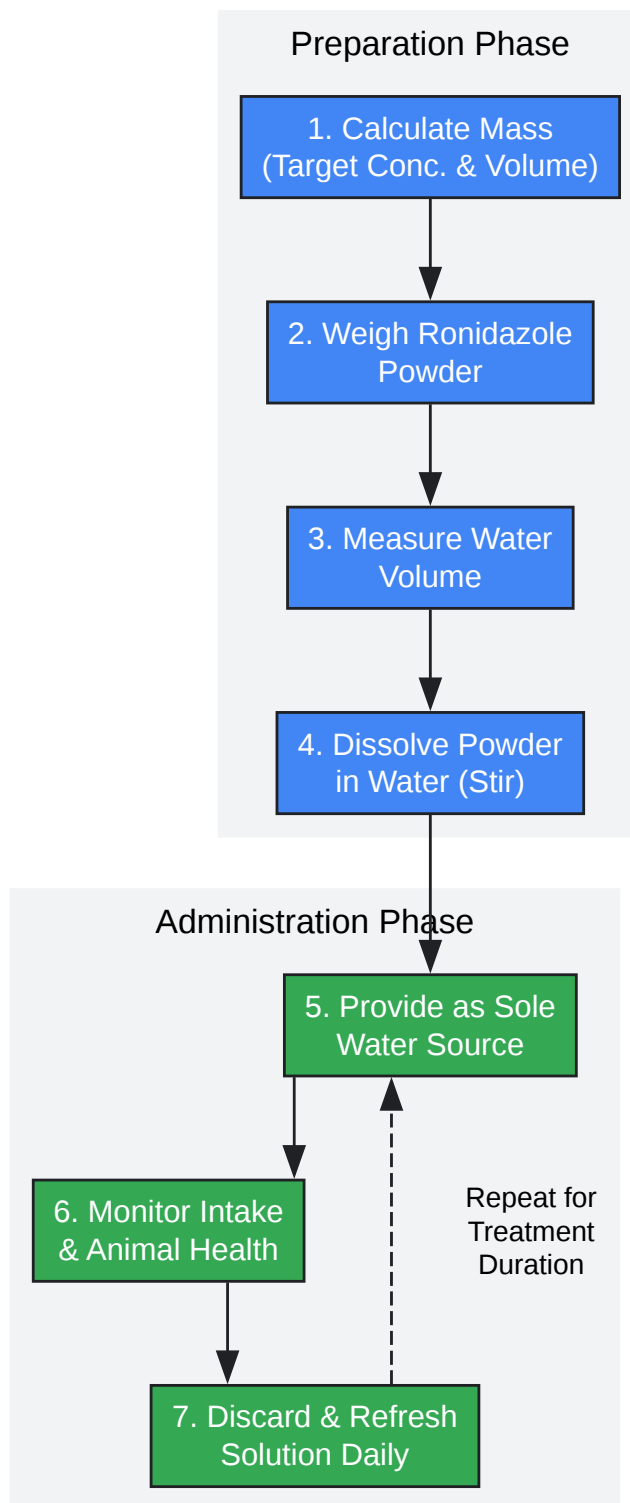 Preparation Phase
1. Calculate Mass
(Target Conc. & Volume)
2. Weigh Ronidazole
Powder
3. Measure Water
Volume
4. Dissolve Powder
in Water (Stir)
Administration Phase
5. Provide as Sole
Water Source
6. Monitor Intake
& Animal Health
Repeat for
Treatment
Duration
7. Discard & Refresh
Solution Daily